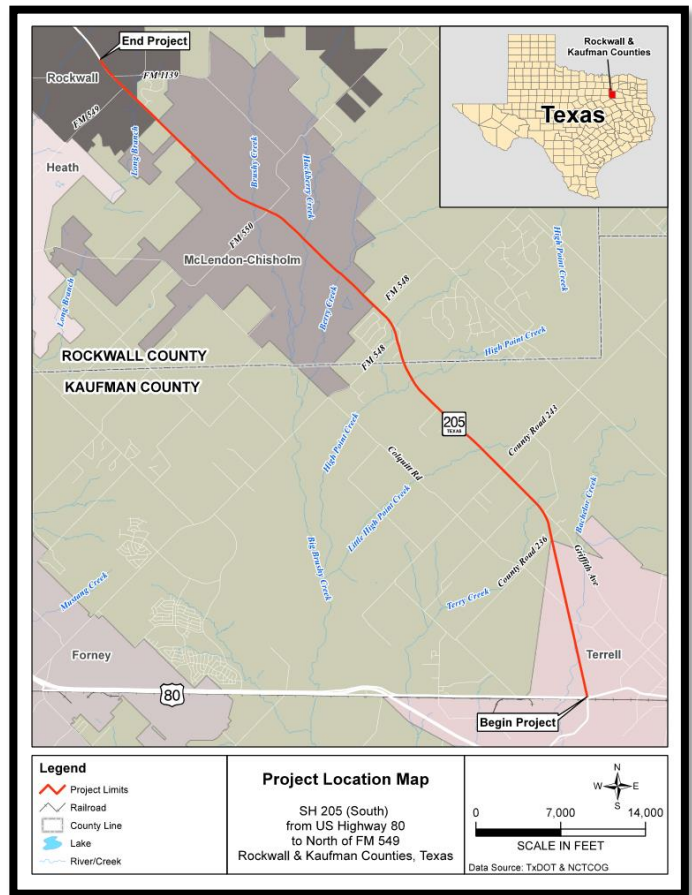 End Project
Rockwall
FM 1139
FM 549
Long Branch
Heath
Brushy Creek
Hackberry Creek
FM 550
McLendon-Chisholm
Long Branch
Berry Creek
FM 548
FM 548
High Point Creek
High Point Creek
ROCKWALL COUNTY
KAUFMAN COUNTY
205
TEXAS
County Road 243
High Point Creek
Colquitt Rd
Little High Point Creek
Big Brushy Creek
Bachelor Creek
County Road 236
Griffith Ave
Terry Creek
Mustang Creek
Forney
Terrell
80
Begin Project
Rockwall &
Kaufman Counties
Texas
Legend
Project Limits
Railroad
County Line
Lake
River/Creek
Project Location Map
SH 205 (South)
from US Highway 80
to North of FM 549
Rockwall & Kaufman Counties, Texas
N
W E
S
0 7,000 14,000
SCALE IN FEET
Data Source: TxDOT & NCTCOG